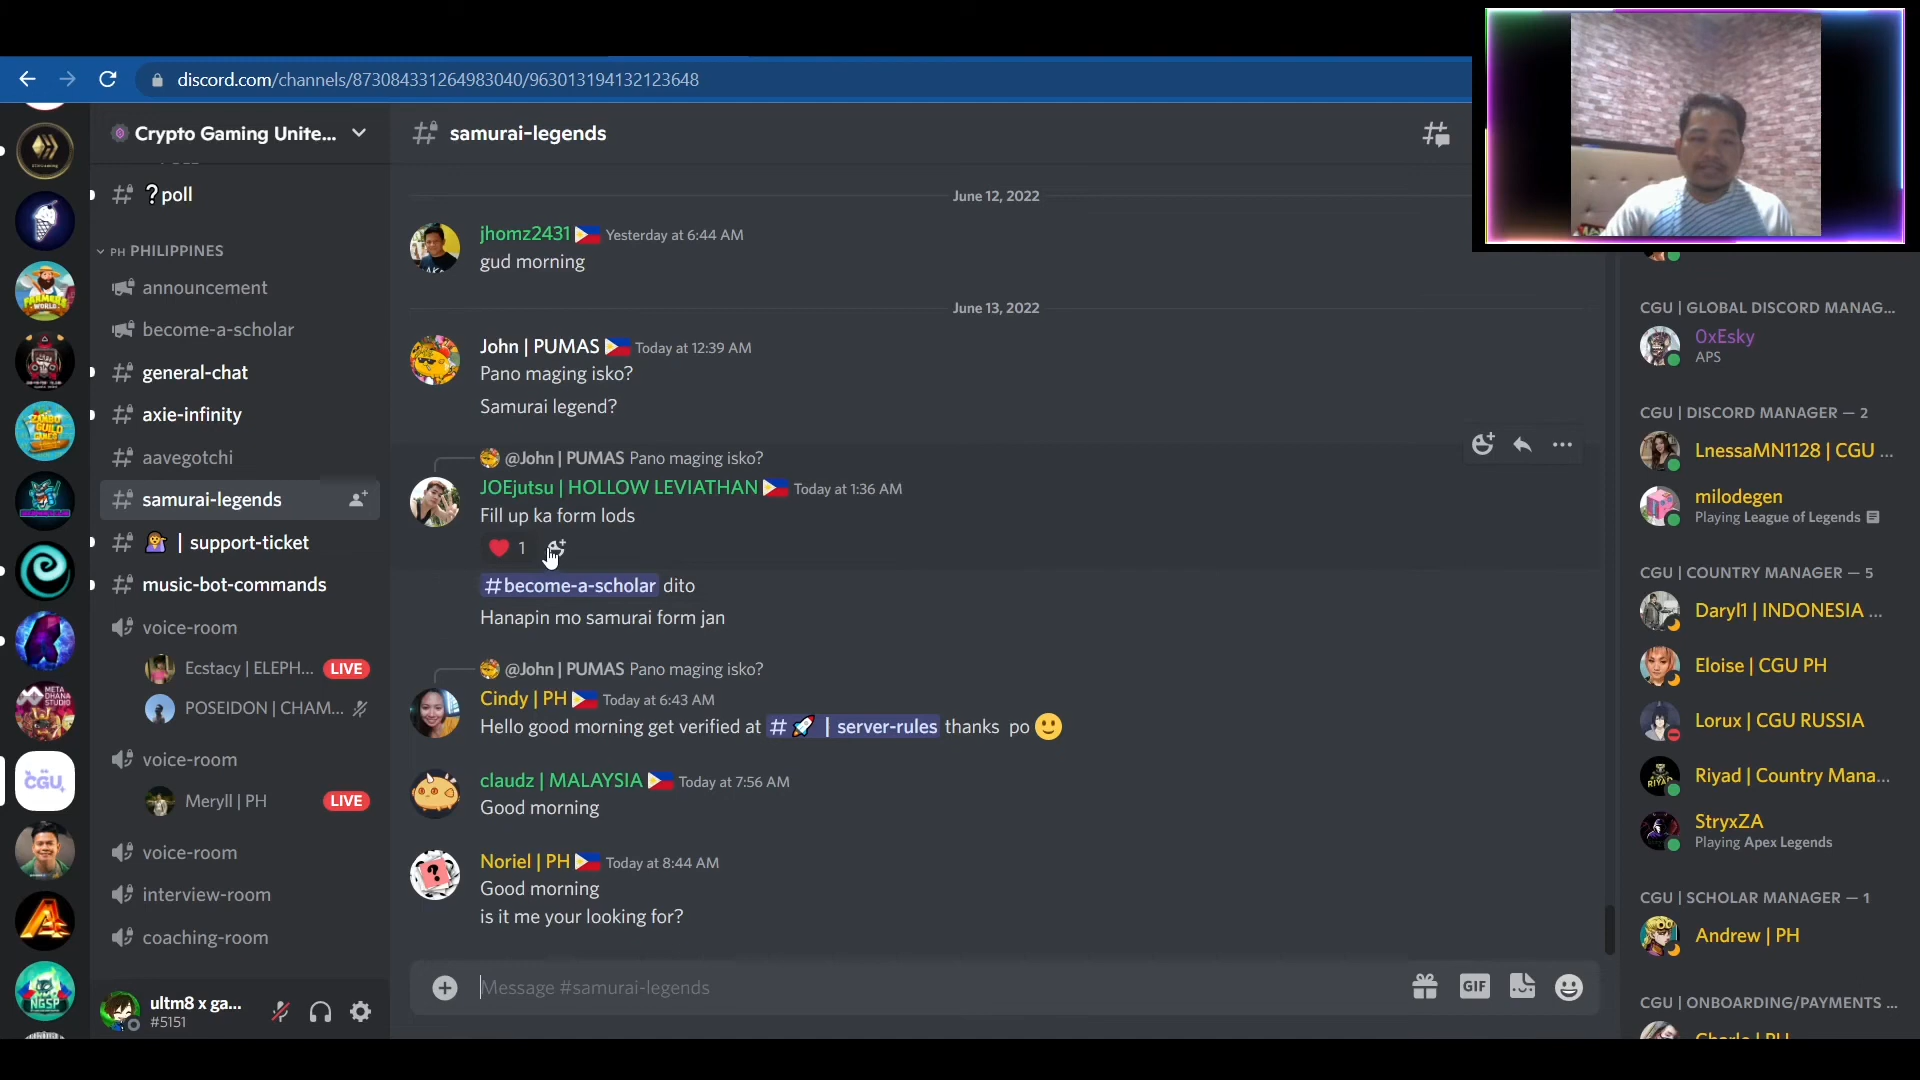 discord.com/channels/873084331264983040/963013194132123648
Crypto Gaming Unite...
?poll
PH PHILIPPINES
announcement
become-a-scholar
general-chat
axie-infinity
aavegotchi
samurai-legends
| support-ticket
music-bot-commands
voice-room
Ecstacy | ELEPH... LIVE
POSEIDON | CHAM...
voice-room
Meryll | PH LIVE
voice-room
interview-room
coaching-room
ultm8 x ga...
#5151
FARMERS WORLD
META DHANA STUDIO
CGU
NGSP
samurai-legends
June 12, 2022
jhomz2431 Yesterday at 6:44 AM
gud morning
June 13, 2022
John | PUMAS Today at 12:39 AM
Pano maging isko?
Samurai legend?
@John | PUMAS Pano maging isko?
JOEjutsu | HOLLOW LEVIATHAN Today at 1:36 AM
Fill up ka form lods
1
#become-a-scholar dito
Hanapin mo samurai form jan
@John | PUMAS Pano maging isko?
Cindy | PH Today at 6:43 AM
Hello good morning get verified at # | server-rules thanks po
claudz | MALAYSIA Today at 7:56 AM
Good morning
Noriel | PH Today at 8:44 AM
Good morning
is it me your looking for?
Message #samurai-legends
GIF
CGU | GLOBAL DISCORD MANAG...
0xEsky
APS
CGU | DISCORD MANAGER — 2
LnessaMN1128 | CGU ...
milodegen
Playing League of Legends
CGU | COUNTRY MANAGER — 5
Daryl1 | INDONESIA ...
Eloise | CGU PH
Lorux | CGU RUSSIA
Riyad | Country Mana...
StryxZA
Playing Apex Legends
CGU | SCHOLAR MANAGER — 1
Andrew | PH
CGU | ONBOARDING/PAYMENTS ...